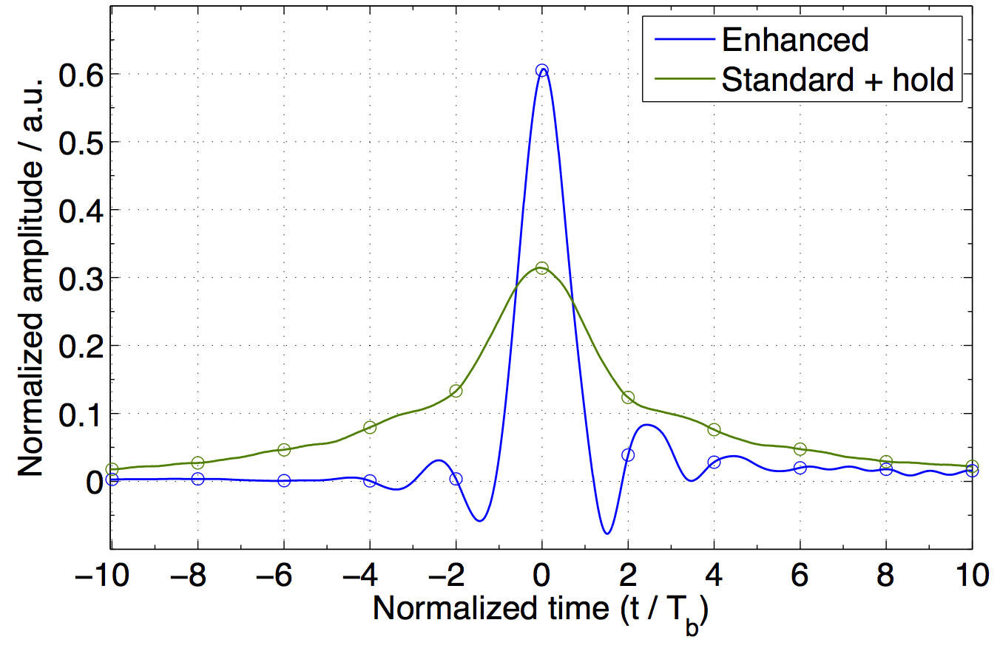 Enhanced
Standard + hold
Normalized amplitude / a.u.
0.6
0.5
0.4
0.3
0.2
0.1
0
−10 −8 −6 −4 −2 0 2 4 6 8 10
Normalized time (t / T_b)